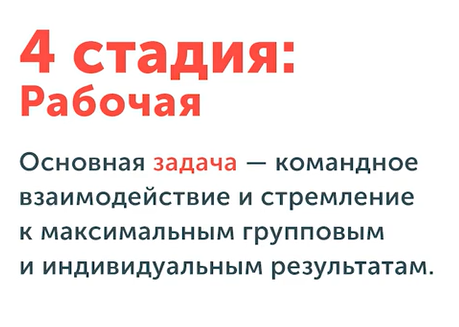 4 стадия:
Рабочая
Основная задача — командное
взаимодействие и стремление
к максимальным групповым
и индивидуальным результатам.